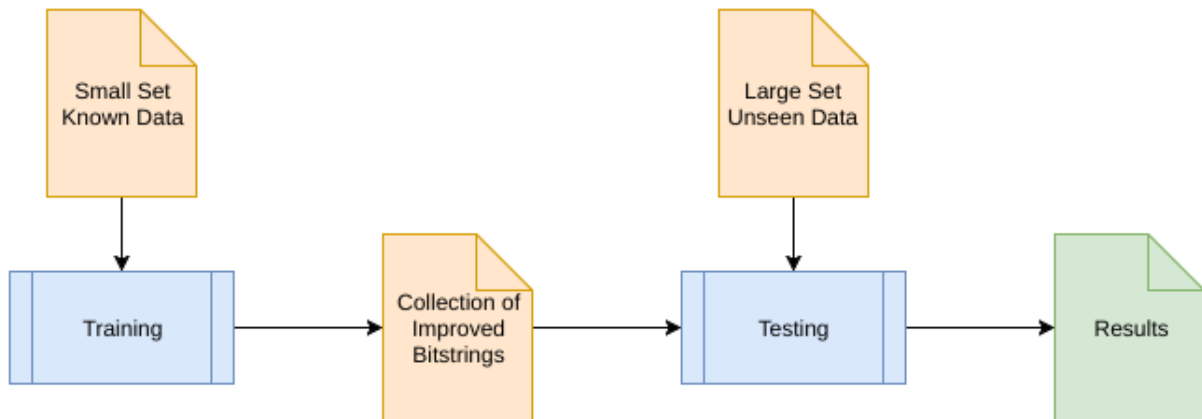 Small Set
Known Data
Large Set
Unseen Data
Training
Collection of
Improved
Bitstrings
Testing
Results